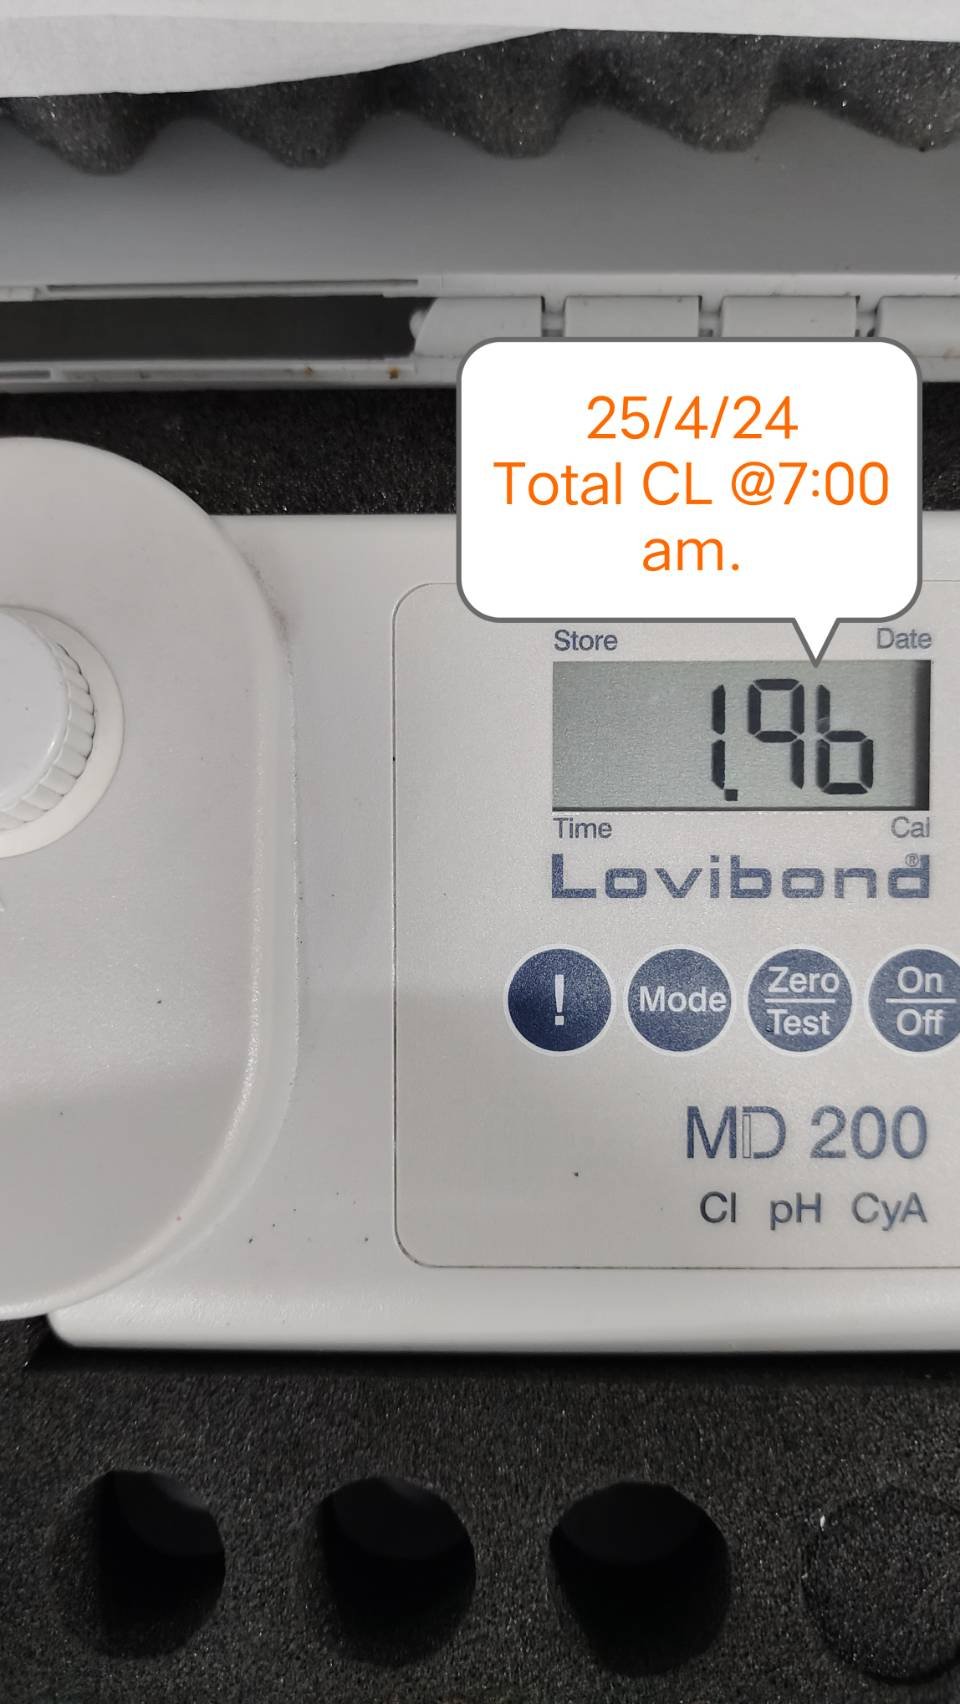 25/4/24
Total CL @7:00
am.
Store Date
1.96
Time Cal
Lovibond®
! Mode Zero Test On Off
MD 200
Cl pH CyA